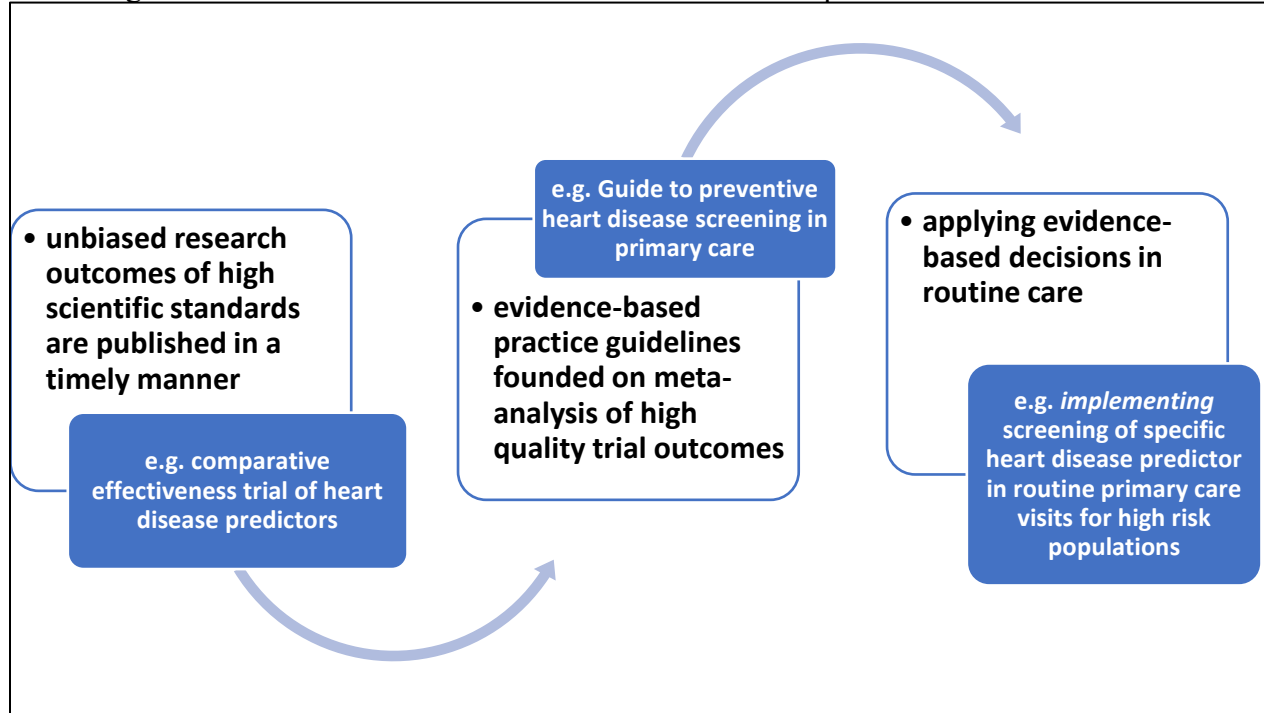 • unbiased research
outcomes of high
scientific standards
are published in a
timely manner
e.g. comparative
effectiveness trial of heart
disease predictors
e.g. Guide to preventive
heart disease screening in
primary care
• evidence-based
practice guidelines
founded on meta-
analysis of high
quality trial outcomes
• applying evidence-
based decisions in
routine care
e.g. implementing
screening of specific
heart disease predictor
in routine primary care
visits for high risk
populations